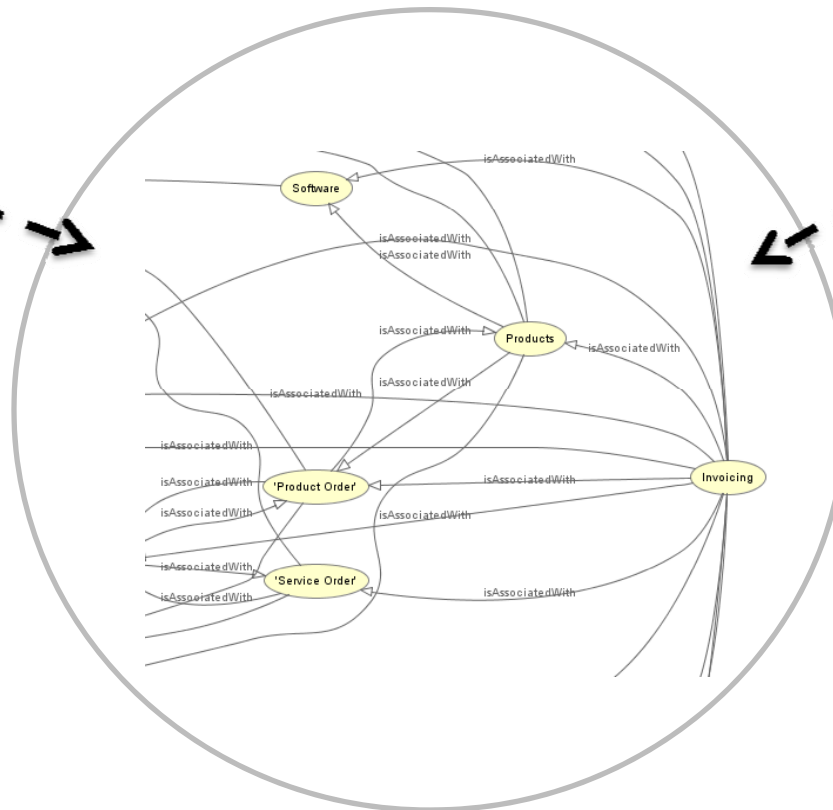 isAssociatedWith
Software
isAssociatedWith
isAssociatedWith
isAssociatedWith
Products
isAssociatedWith
isAssociatedWith
isAssociatedWith
isAssociatedWith
Invoicing
isAssociatedWith
'Product Order'
isAssociatedWith
isAssociatedWith
isAssociatedWith
isAssociatedWith
'Service Order'
isAssociatedWith
isAssociatedWith